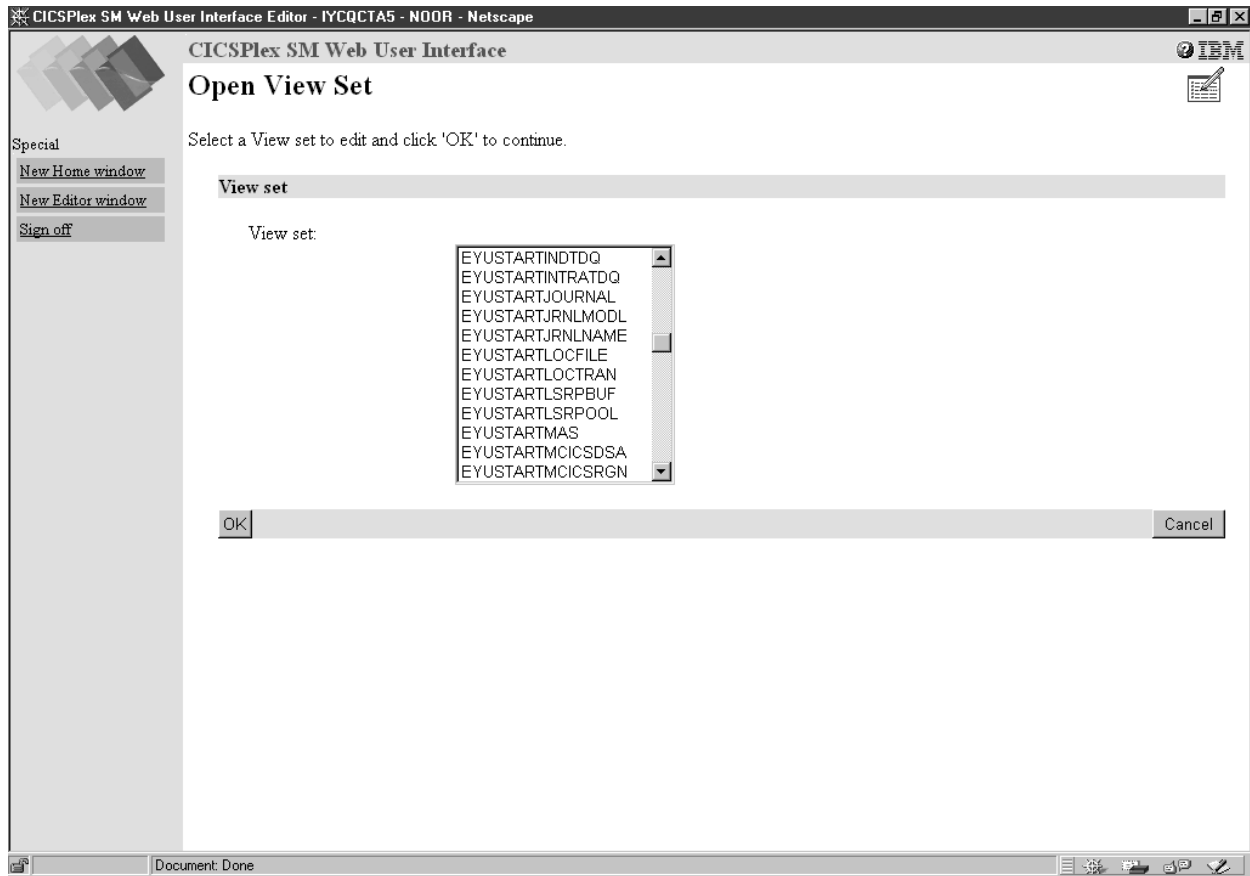 CICSPlex SM Web User Interface Editor - IYCQCTA5 - NOOR - Netscape
CICSPlex SM Web User Interface
IBM
Open View Set
Special
New Home window
New Editor window
Sign off
Select a View set to edit and click 'OK' to continue.
View set
View set:
EYUSTARTINDTDQ
EYUSTARTINTRATDQ
EYUSTARTJOURNAL
EYUSTARTJRNLMODL
EYUSTARTJRNLNAME
EYUSTARTLOCFILE
EYUSTARTLOCTRAN
EYUSTARTLSRPBUF
EYUSTARTLSRPOOL
EYUSTARTMAS
EYUSTARTMCICSDSA
EYUSTARTMCICSRGN
OK
Cancel
Document: Done